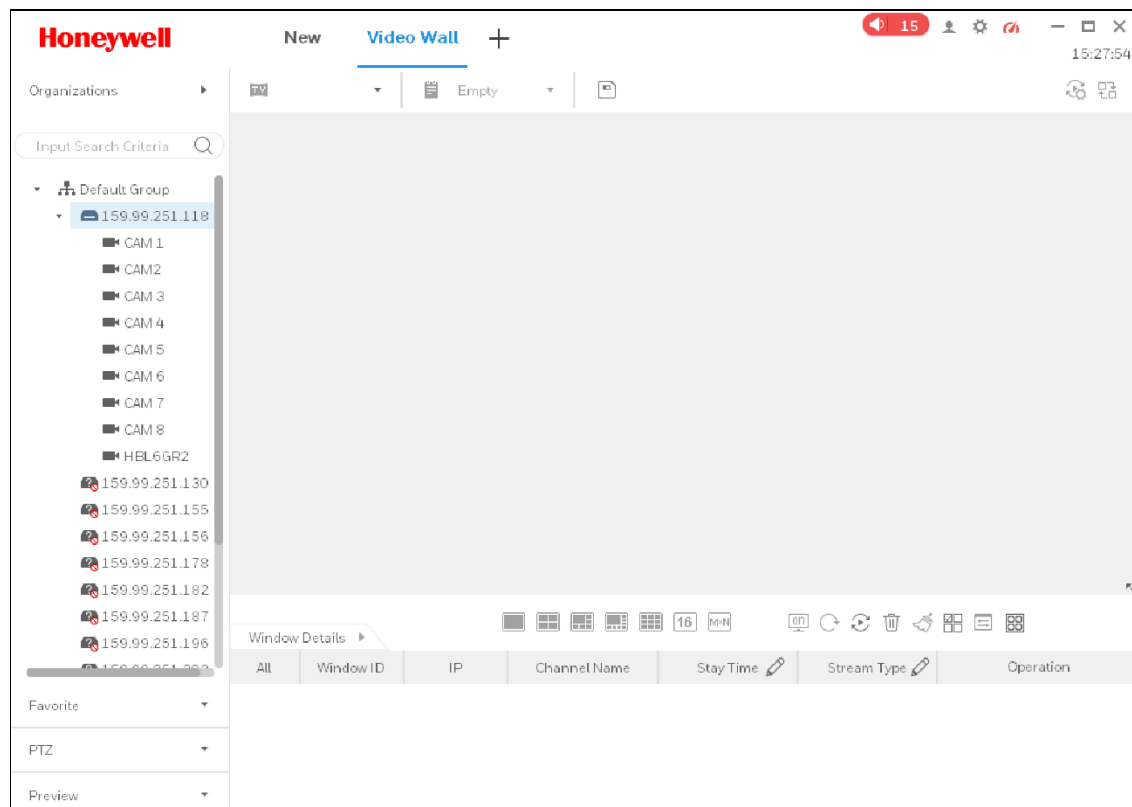 Honeywell
New
Video Wall
15
15:27:54
Organizations
TV
Empty
Input Search Criteria
Default Group
159.99.251.118
CAM 1
CAM2
CAM 3
CAM 4
CAM 5
CAM 6
CAM 7
CAM 8
HBL6GR2
159.99.251.130
159.99.251.155
159.99.251.156
159.99.251.178
159.99.251.182
159.99.251.187
159.99.251.196
16
M×N
on
Window Details
All
Window ID
IP
Channel Name
Stay Time
Stream Type
Operation
Favorite
PTZ
Preview